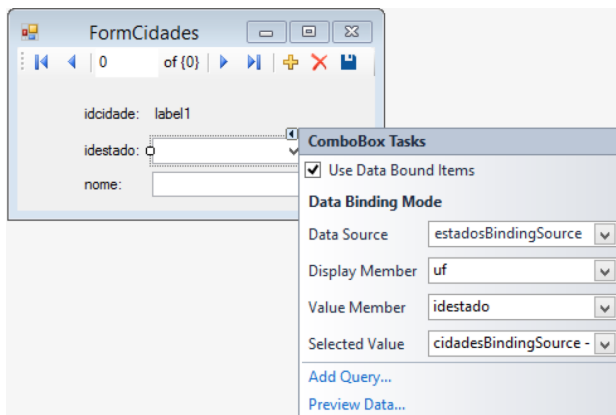 FormCidades
0 of {0}
idcidade: label1
idestado:
nome:
ComboBox Tasks
Use Data Bound Items
Data Binding Mode
Data Source estadosBindingSource
Display Member uf
Value Member idestado
Selected Value cidadesBindingSource -
Add Query...
Preview Data...